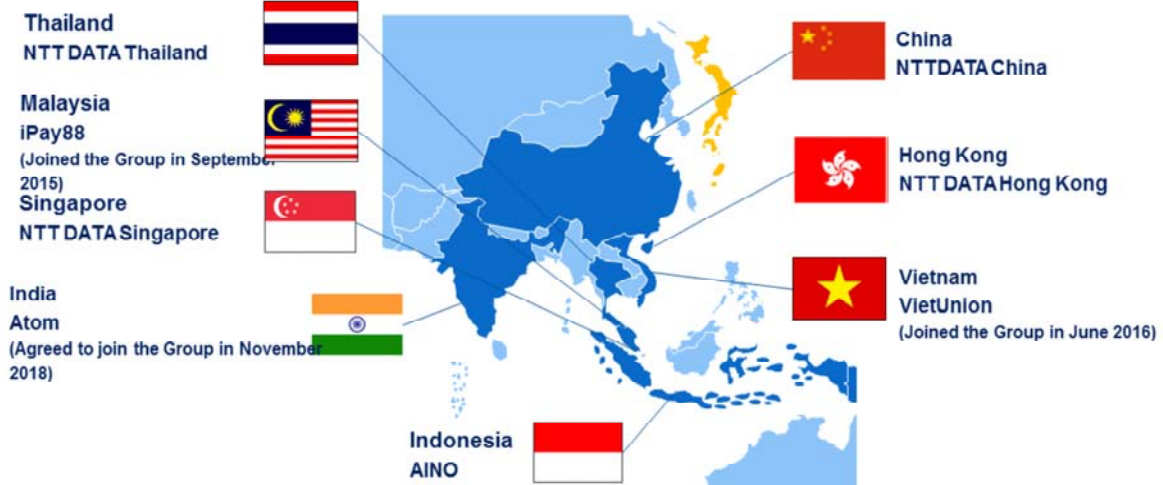 Thailand
NTT DATA Thailand
Malaysia
iPay88
(Joined the Group in September
2015)
Singapore
NTT DATA Singapore
India
Atom
(Agreed to join the Group in November
2018)
Indonesia
AINO
China
NTTDATA China
Hong Kong
NTT DATA Hong Kong
Vietnam
VietUnion
(Joined the Group in June 2016)